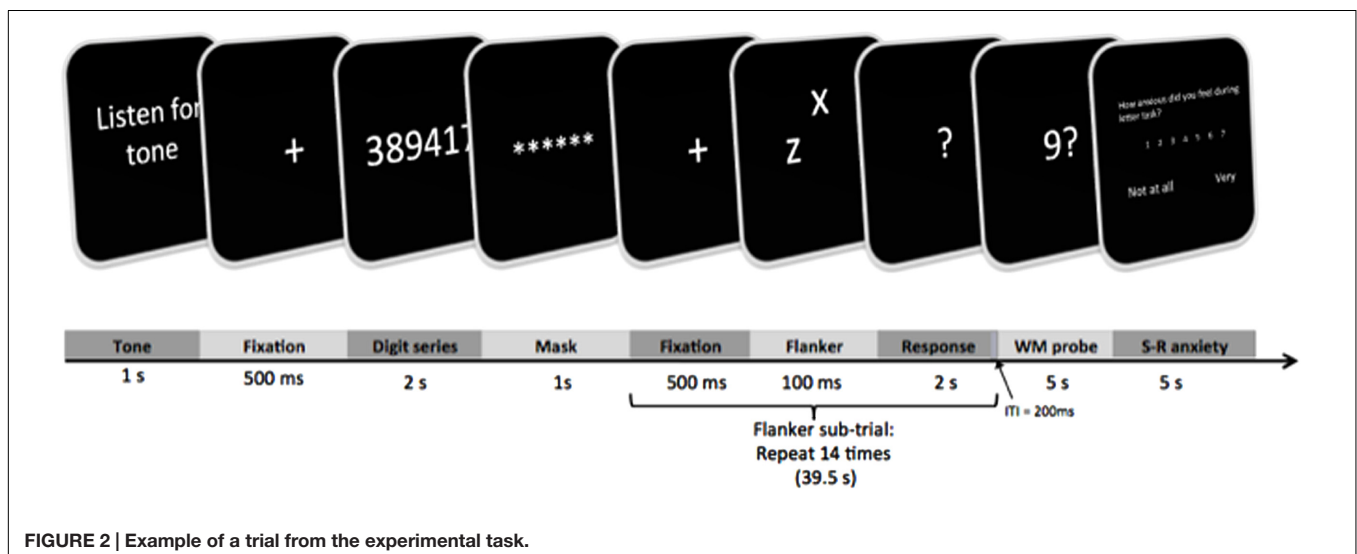 Listen for
tone
+
389417
******
+
X
Z
?
9?
How anxious did you feel during
letter task?
1 2 3 4 5 6 7
Not at all Very
Tone Fixation Digit series Mask Fixation Flanker Response WM probe S-R anxiety
1 s 500 ms 2 s 1s 500 ms 100 ms 2 s 5 s 5 s
ITI = 200ms
Flanker sub-trial:
Repeat 14 times
(39.5 s)
FIGURE 2 | Example of a trial from the experimental task.